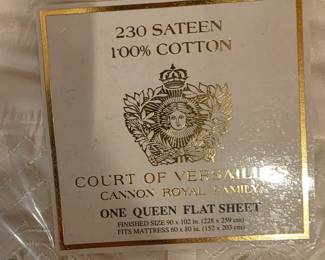 230 SATEEN
100% COTTON
COURT OF VERSAILLES
CANNON ROYAL FAMILY
ONE QUEEN FLAT SHEET
FINISHED SIZE 90 x 102 in. (228 x 259 cm)
FITS MATTRESS 60 x 80 in. (152 x 203 cm)